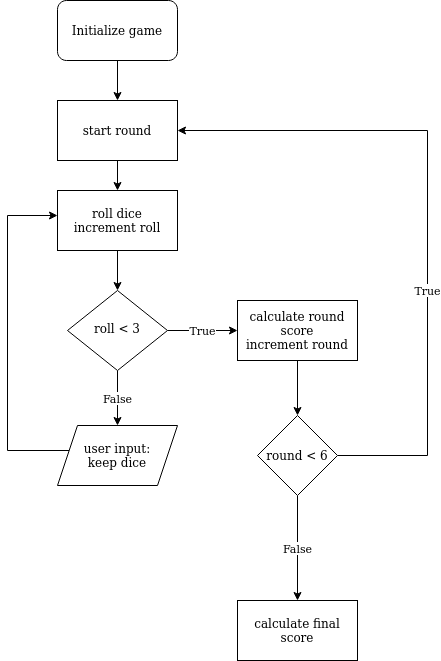 Initialize game
start round
roll dice
increment roll
True
roll < 3
True
calculate round
score
increment round
False
user input:
keep dice
round < 6
False
calculate final
score